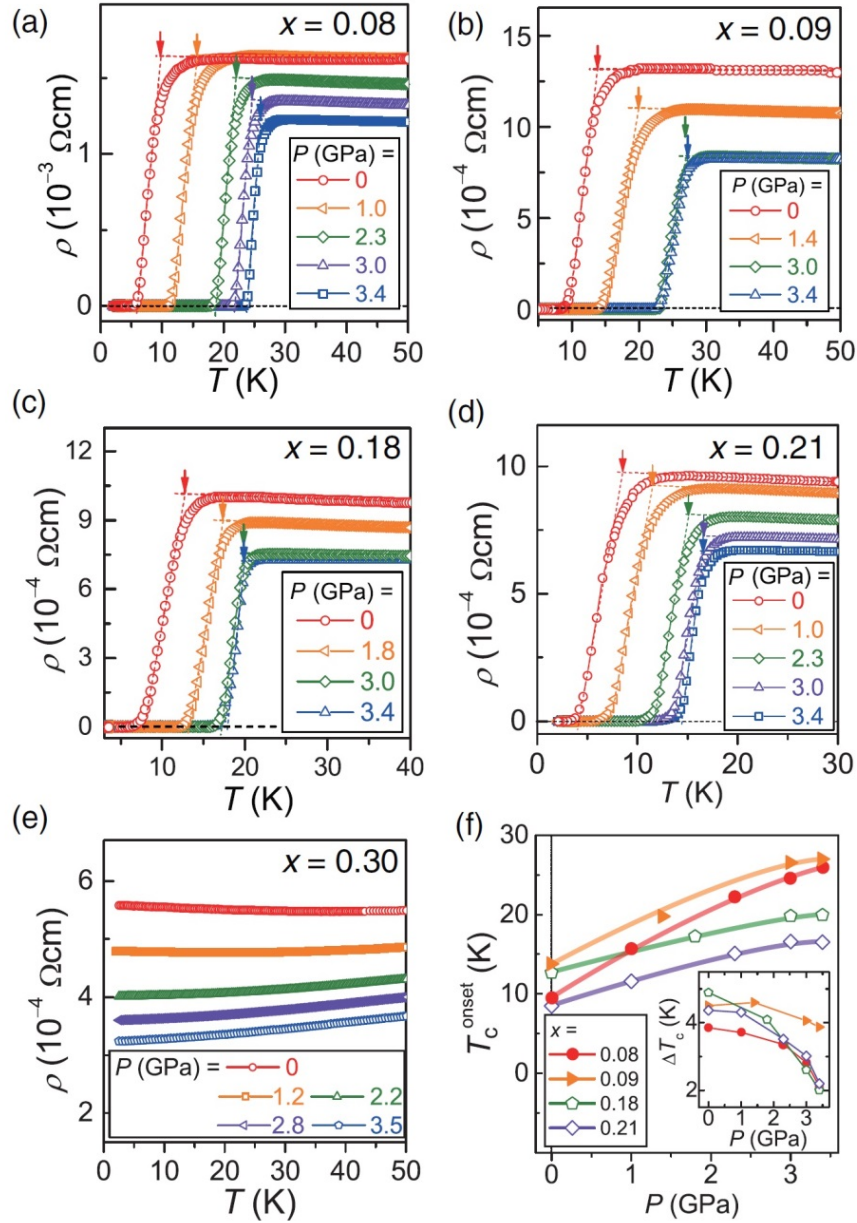 (a)
x = 0.08
ρ (10⁻³ Ωcm)
1
0
P (GPa) =
0
1.0
2.3
3.0
3.4
0 10 20 30 40 50
T (K)
(b)
x = 0.09
ρ (10⁻⁴ Ωcm)
15
10
5
0
P (GPa) =
0
1.4
3.0
3.4
10 20 30 40 50
T (K)
(c)
x = 0.18
ρ (10⁻⁴ Ωcm)
12
9
6
3
0
P (GPa) =
0
1.8
3.0
3.4
10 20 30 40
T (K)
(d)
x = 0.21
ρ (10⁻⁴ Ωcm)
10
5
0
P (GPa) =
0
1.0
2.3
3.0
3.4
0 10 20 30
T (K)
(e)
x = 0.30
ρ (10⁻⁴ Ωcm)
6
4
2
P (GPa) = 0
1.2 2.2
2.8 3.5
0 10 20 30 40 50
T (K)
(f)
T_c^onset (K)
30
25
20
15
10
0
x =
0.08
0.09
0.18
0.21
ΔT_c (K)
4
2
0 1 2 3
P (GPa)
0 1 2 3
P (GPa)